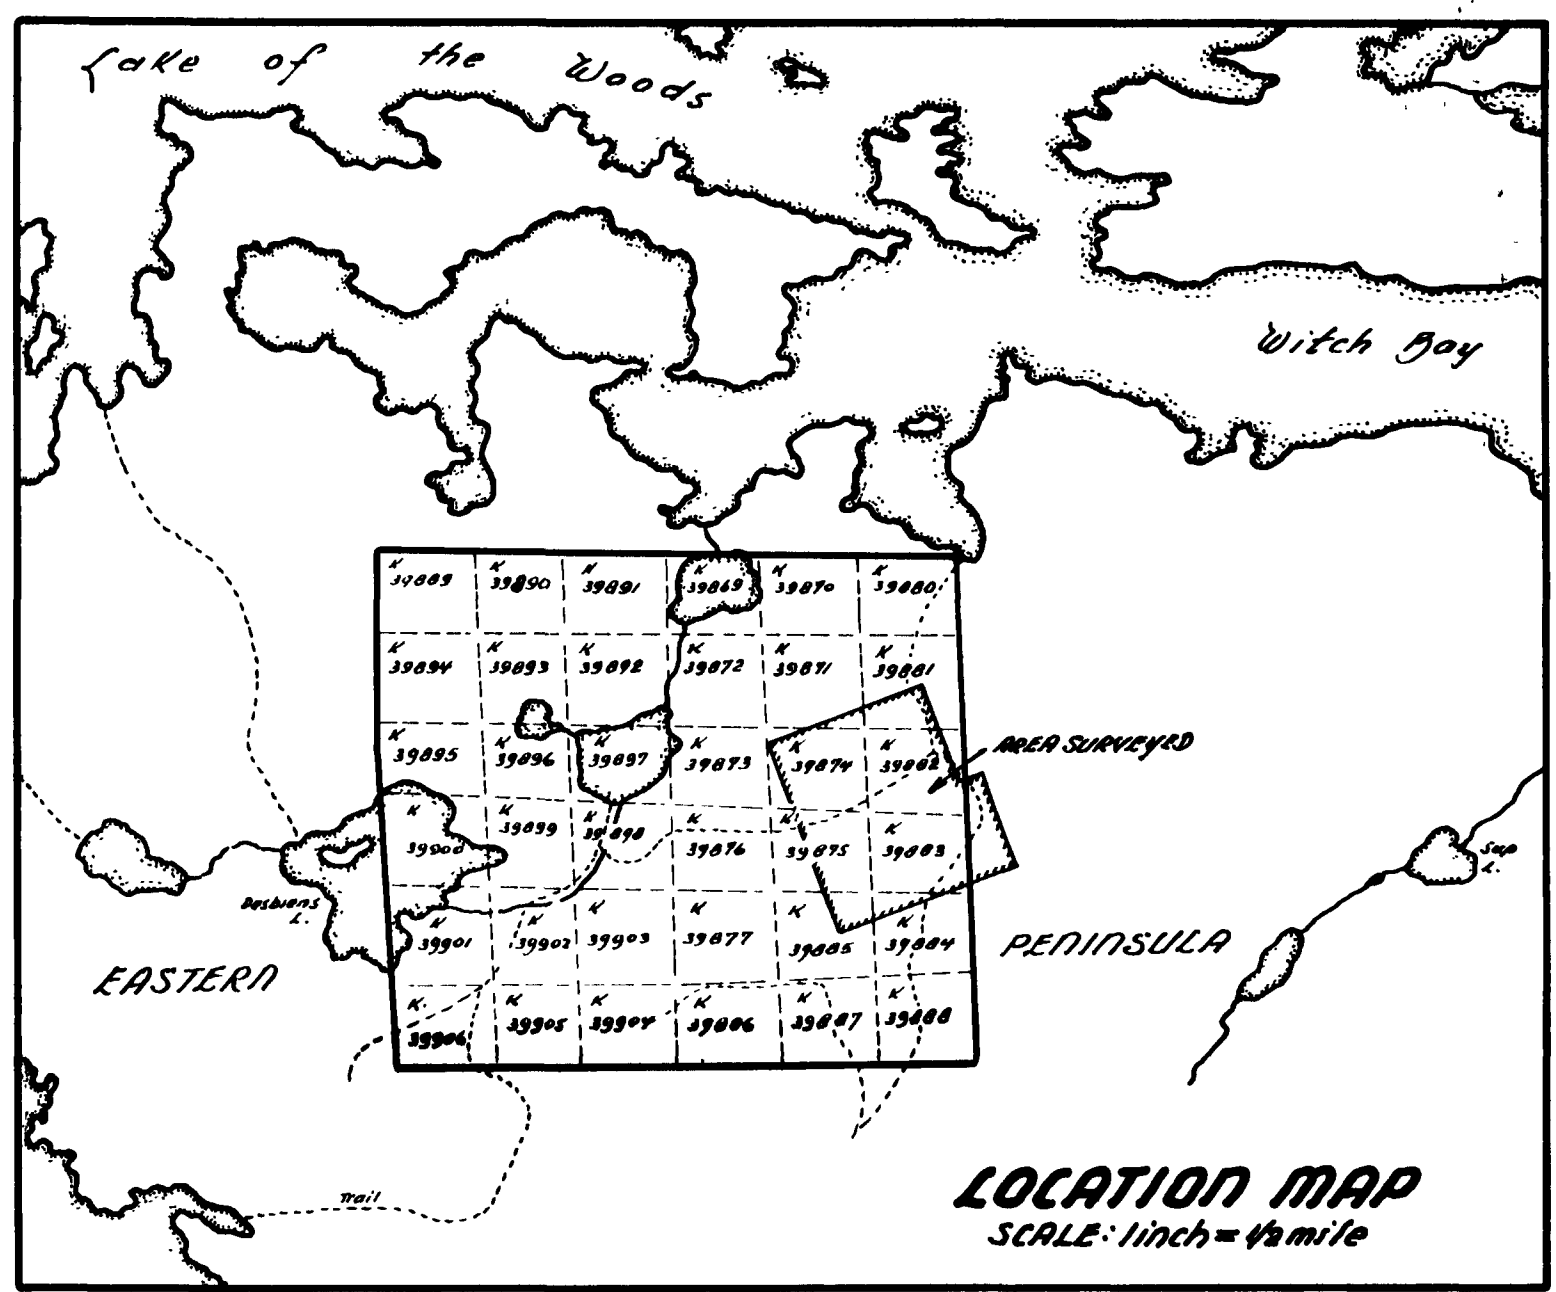 Lake of the Woods
Witch Bay
K 39889
K 39890
K 39891
K 39869
K 39870
K 39880
K 39894
K 39893
K 39892
K 39872
K 39871
K 39881
K 39895
K 39896
K 39897
K 39873
K 39874
K 39882
AREA SURVEYED
K 39900
K 39899
K 39898
K 39876
K 39875
K 39883
Sap
L.
Desbiens
L.
K 39901
K 39902
K 39903
K 39877
K 39885
K 39884
EASTERN
PENINSULA
K 39906
K 39905
K 39904
K 39886
K 39887
K 39888
Trail
LOCATION MAP
SCALE: 1 inch = 1/2 mile